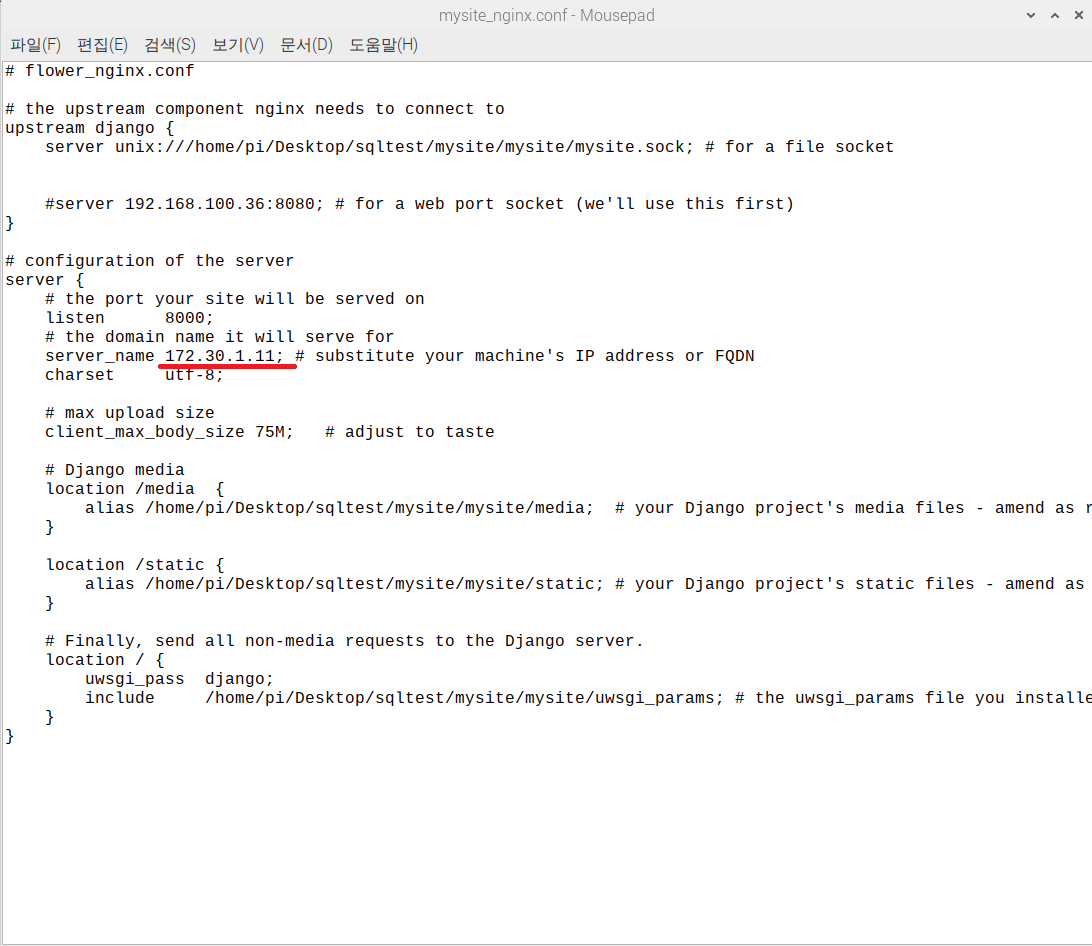 mysite_nginx.conf - Mousepad
파일(F) 편집(E) 검색(S) 보기(V) 문서(D) 도움말(H)
# flower_nginx.conf
# the upstream component nginx needs to connect to
upstream django {
    server unix:///home/pi/Desktop/sqltest/mysite/mysite/mysite.sock; # for a file socket
    #server 192.168.100.36:8080; # for a web port socket (we'll use this first)
}
# configuration of the server
server {
    # the port your site will be served on
    listen      8000;
    # the domain name it will serve for
    server_name 172.30.1.11; # substitute your machine's IP address or FQDN
    charset     utf-8;
    # max upload size
    client_max_body_size 75M;   # adjust to taste
    # Django media
    location /media  {
        alias /home/pi/Desktop/sqltest/mysite/mysite/media;  # your Django project's media files - amend as r
    }
    location /static {
        alias /home/pi/Desktop/sqltest/mysite/mysite/static; # your Django project's static files - amend as
    }
    # Finally, send all non-media requests to the Django server.
    location / {
        uwsgi_pass  django;
        include     /home/pi/Desktop/sqltest/mysite/mysite/uwsgi_params; # the uwsgi_params file you installe
    }
}